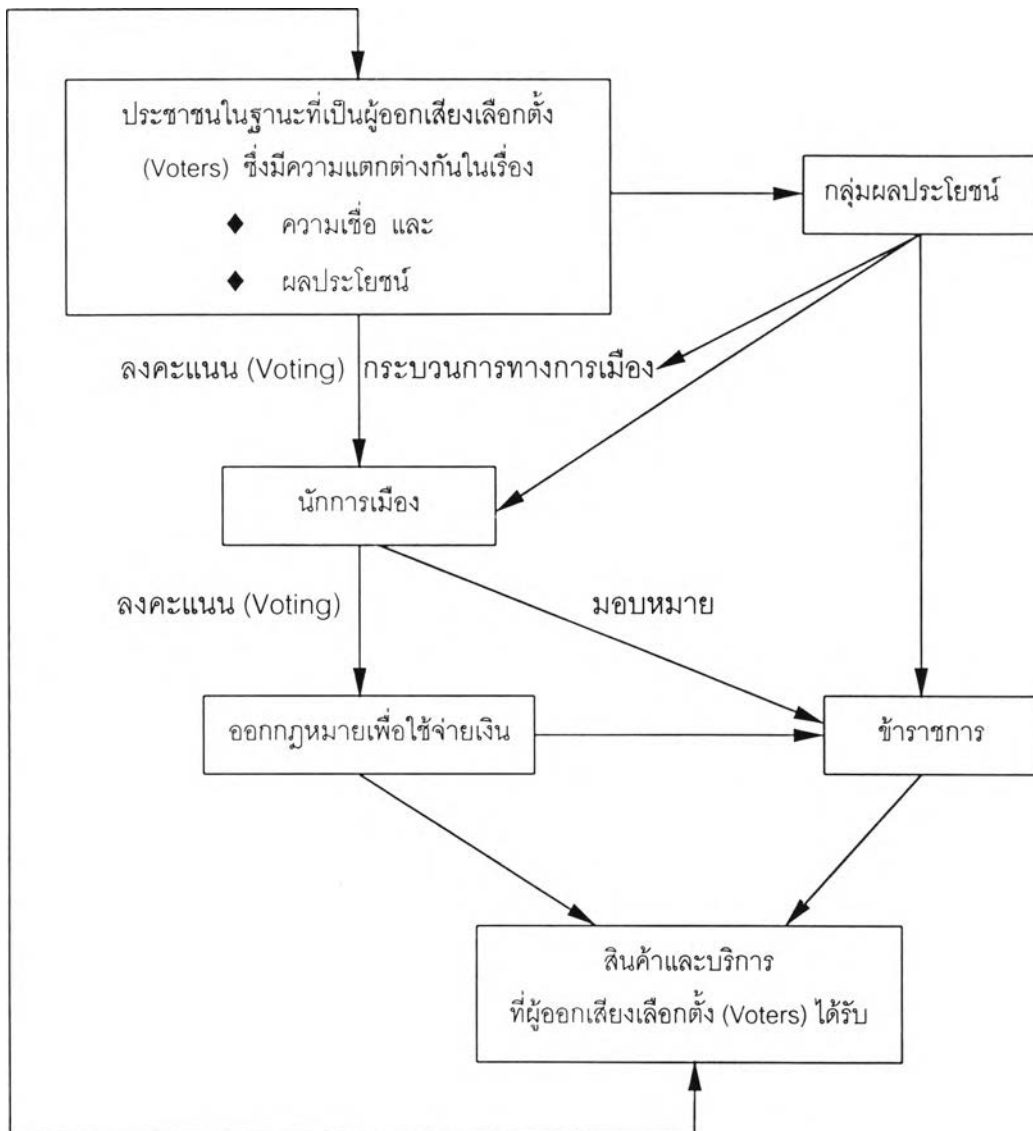 ประชาชนในฐานะที่เป็นผู้ออกเสียงเลือกตั้ง
(Voters) ซึ่งมีความแตกต่างกันในเรื่อง
♦ ความเชื่อ และ
♦ ผลประโยชน์
กลุ่มผลประโยชน์
ลงคะแนน (Voting) กระบวนการทางการเมือง
นักการเมือง
ลงคะแนน (Voting)
มอบหมาย
ออกกฎหมายเพื่อใช้จ่ายเงิน
ข้าราชการ
สินค้าและบริการ
ที่ผู้ออกเสียงเลือกตั้ง (Voters) ได้รับ